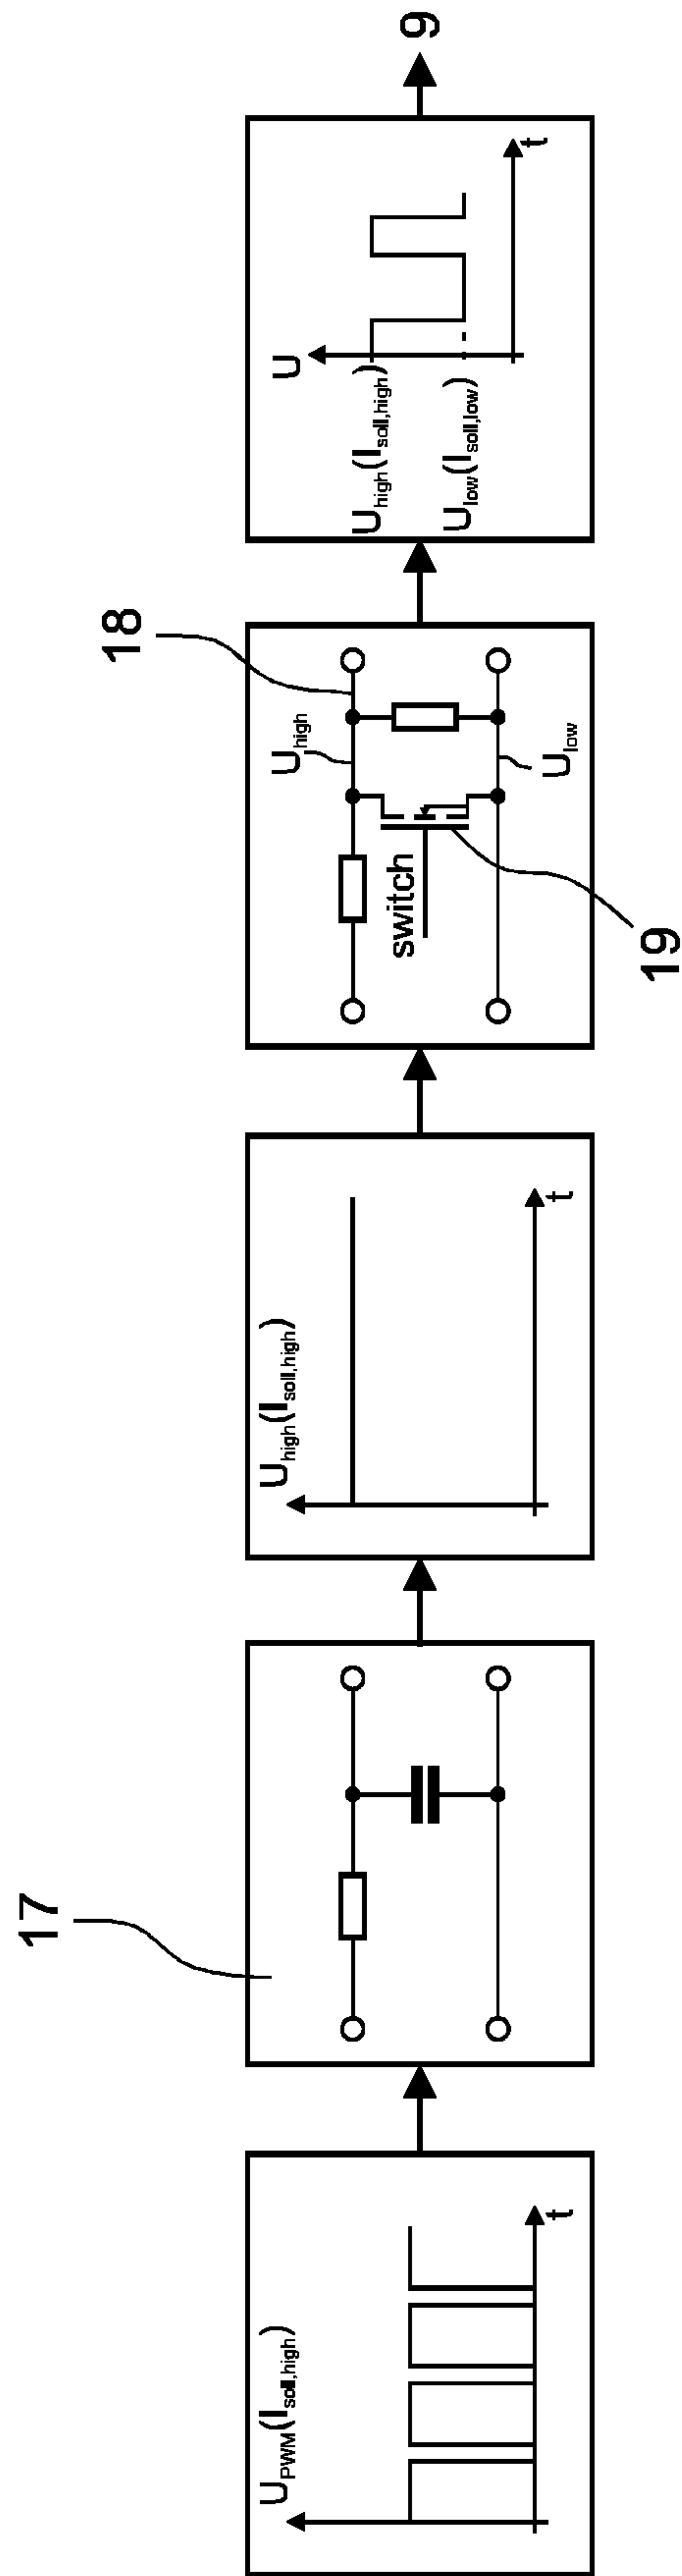 U_PWM(I_soll,high)
t
17
U_high(I_soll,high)
t
18
U_high
switch
U_low
19
U
U_high(I_soll,high)
U_low(I_soll,low)
t
9